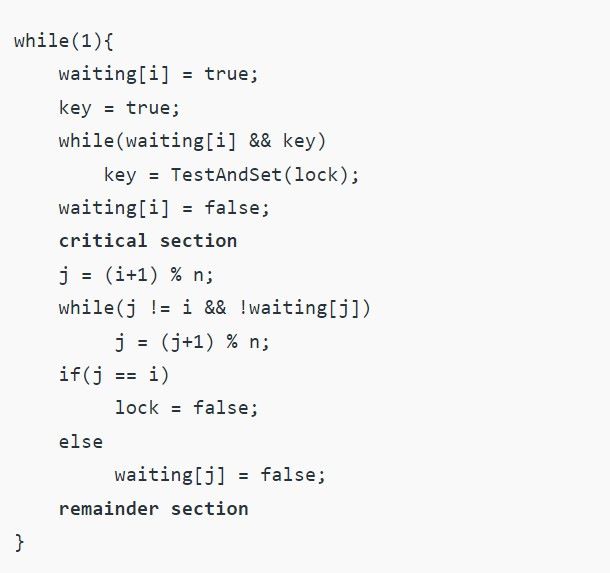 while(1){
    waiting[i] = true;
    key = true;
    while(waiting[i] && key)
        key = TestAndSet(lock);
    waiting[i] = false;
    critical section
    j = (i+1) % n;
    while(j != i && !waiting[j])
         j = (j+1) % n;
    if(j == i)
         lock = false;
    else
         waiting[j] = false;
    remainder section
}